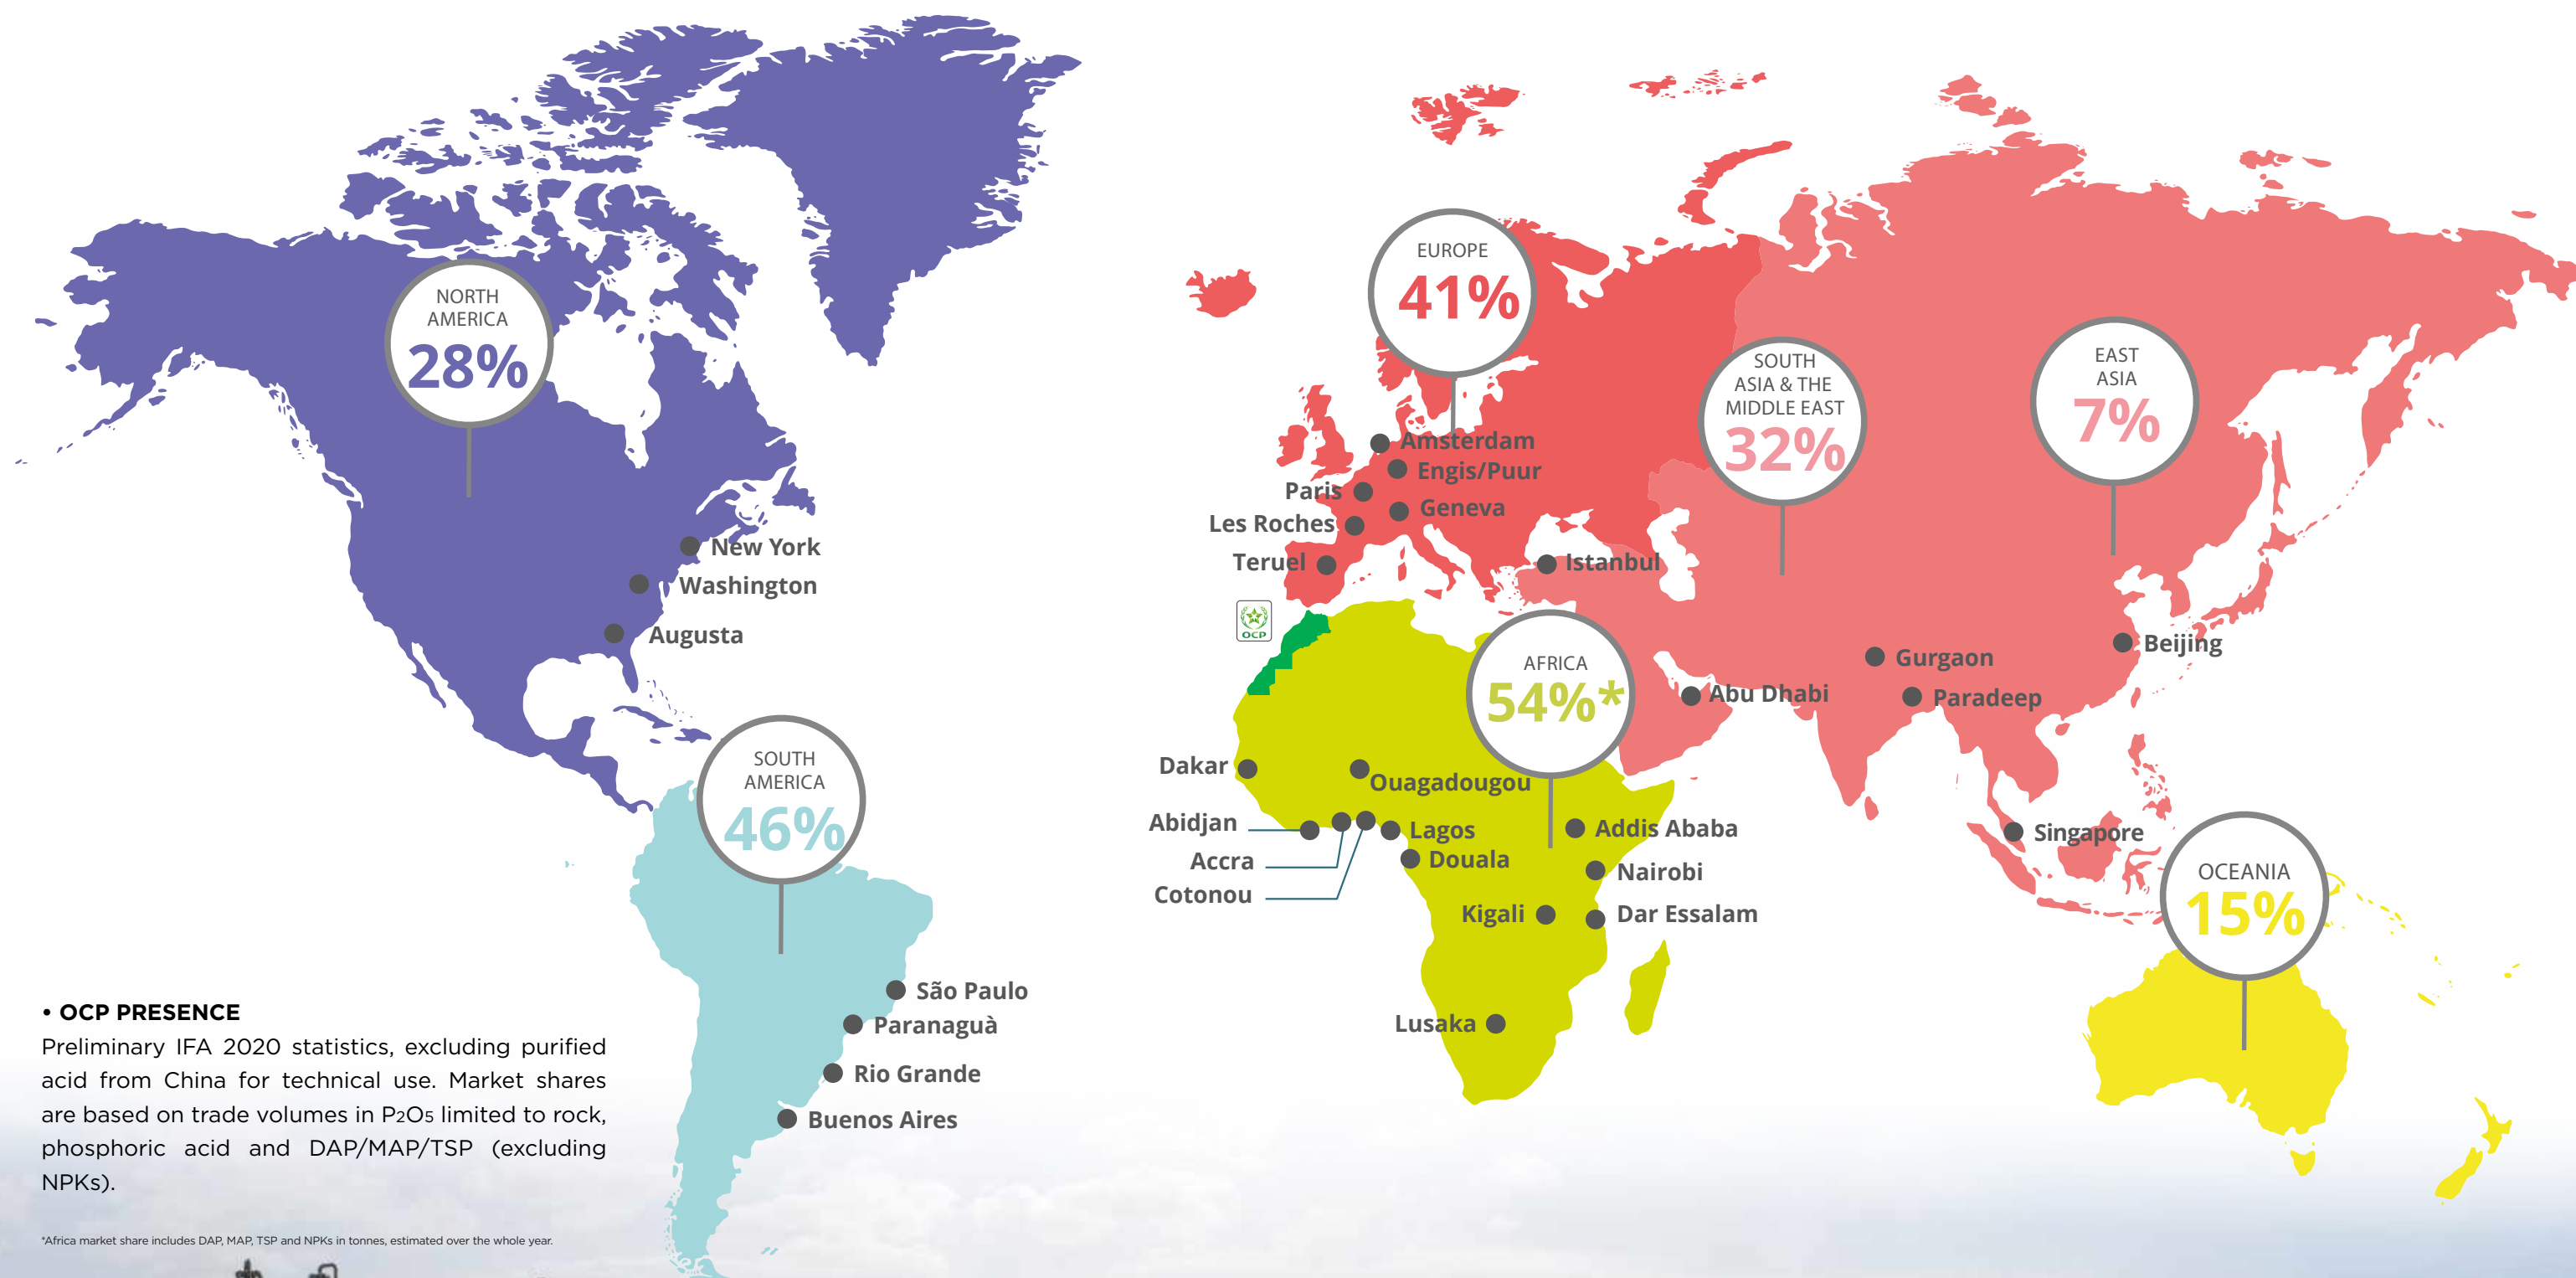 NORTH
AMERICA
28%
EUROPE
41%
SOUTH
ASIA & THE
MIDDLE EAST
32%
EAST
ASIA
7%
Amsterdam
Engis/Puur
Paris
Geneva
Les Roches
Teruel
Istanbul
New York
Washington
Augusta
OCP
AFRICA
54%*
Abu Dhabi
Gurgaon
Paradeep
Beijing
SOUTH
AMERICA
46%
Dakar
Ouagadougou
Abidjan
Lagos
Addis Ababa
Accra
Douala
Nairobi
Cotonou
Kigali
Dar Essalam
Lusaka
Singapore
OCEANIA
15%
São Paulo
Paranaguà
Rio Grande
Buenos Aires
• OCP PRESENCE
Preliminary IFA 2020 statistics, excluding purified
acid from China for technical use. Market shares
are based on trade volumes in P2O5 limited to rock,
phosphoric acid and DAP/MAP/TSP (excluding
NPKs).
*Africa market share includes DAP, MAP, TSP and NPKs in tonnes, estimated over the whole year.